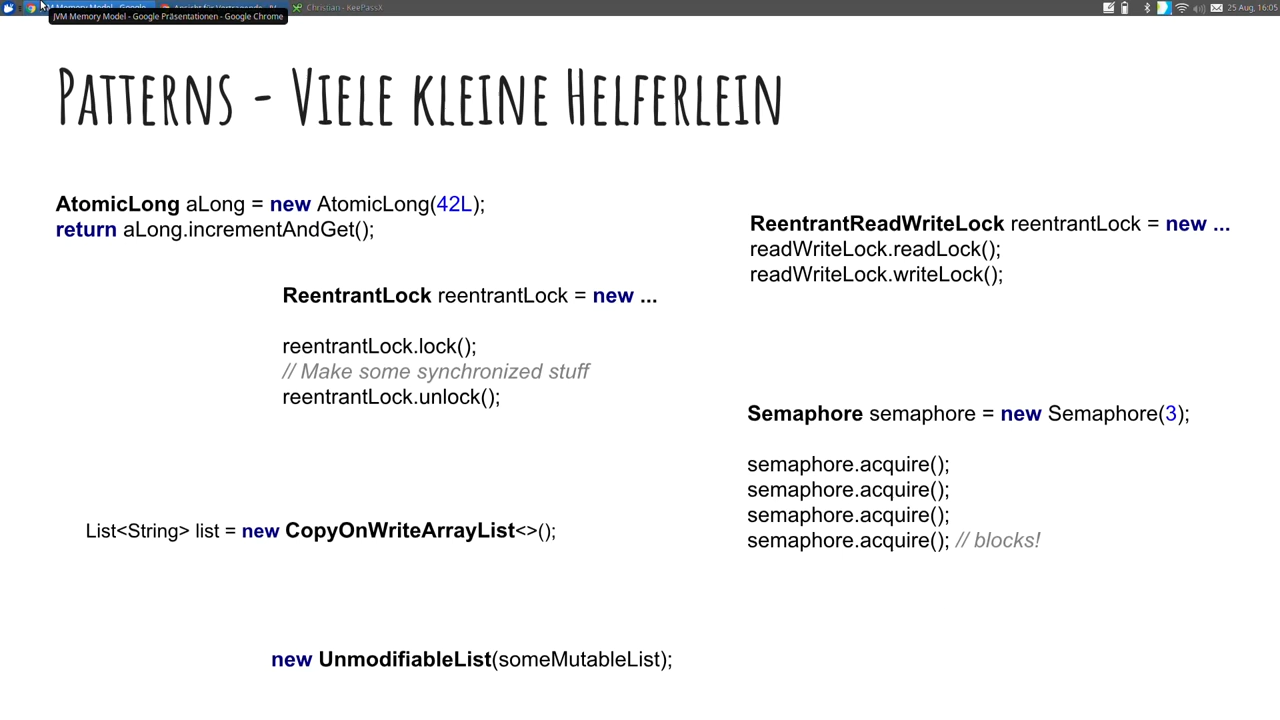 JVM Memory Model - Google Präsentationen - Google Chrome
Christian - KeePassX
25 Aug, 16:05
Patterns - Viele kleine Helferlein
AtomicLong aLong = new AtomicLong(42L);
return aLong.incrementAndGet();
ReentrantLock reentrantLock = new ...
reentrantLock.lock();
// Make some synchronized stuff
reentrantLock.unlock();
List<String> list = new CopyOnWriteArrayList<>();
new UnmodifiableList(someMutableList);
ReentrantReadWriteLock reentrantLock = new ...
readWriteLock.readLock();
readWriteLock.writeLock();
Semaphore semaphore = new Semaphore(3);
semaphore.acquire();
semaphore.acquire();
semaphore.acquire();
semaphore.acquire(); // blocks!